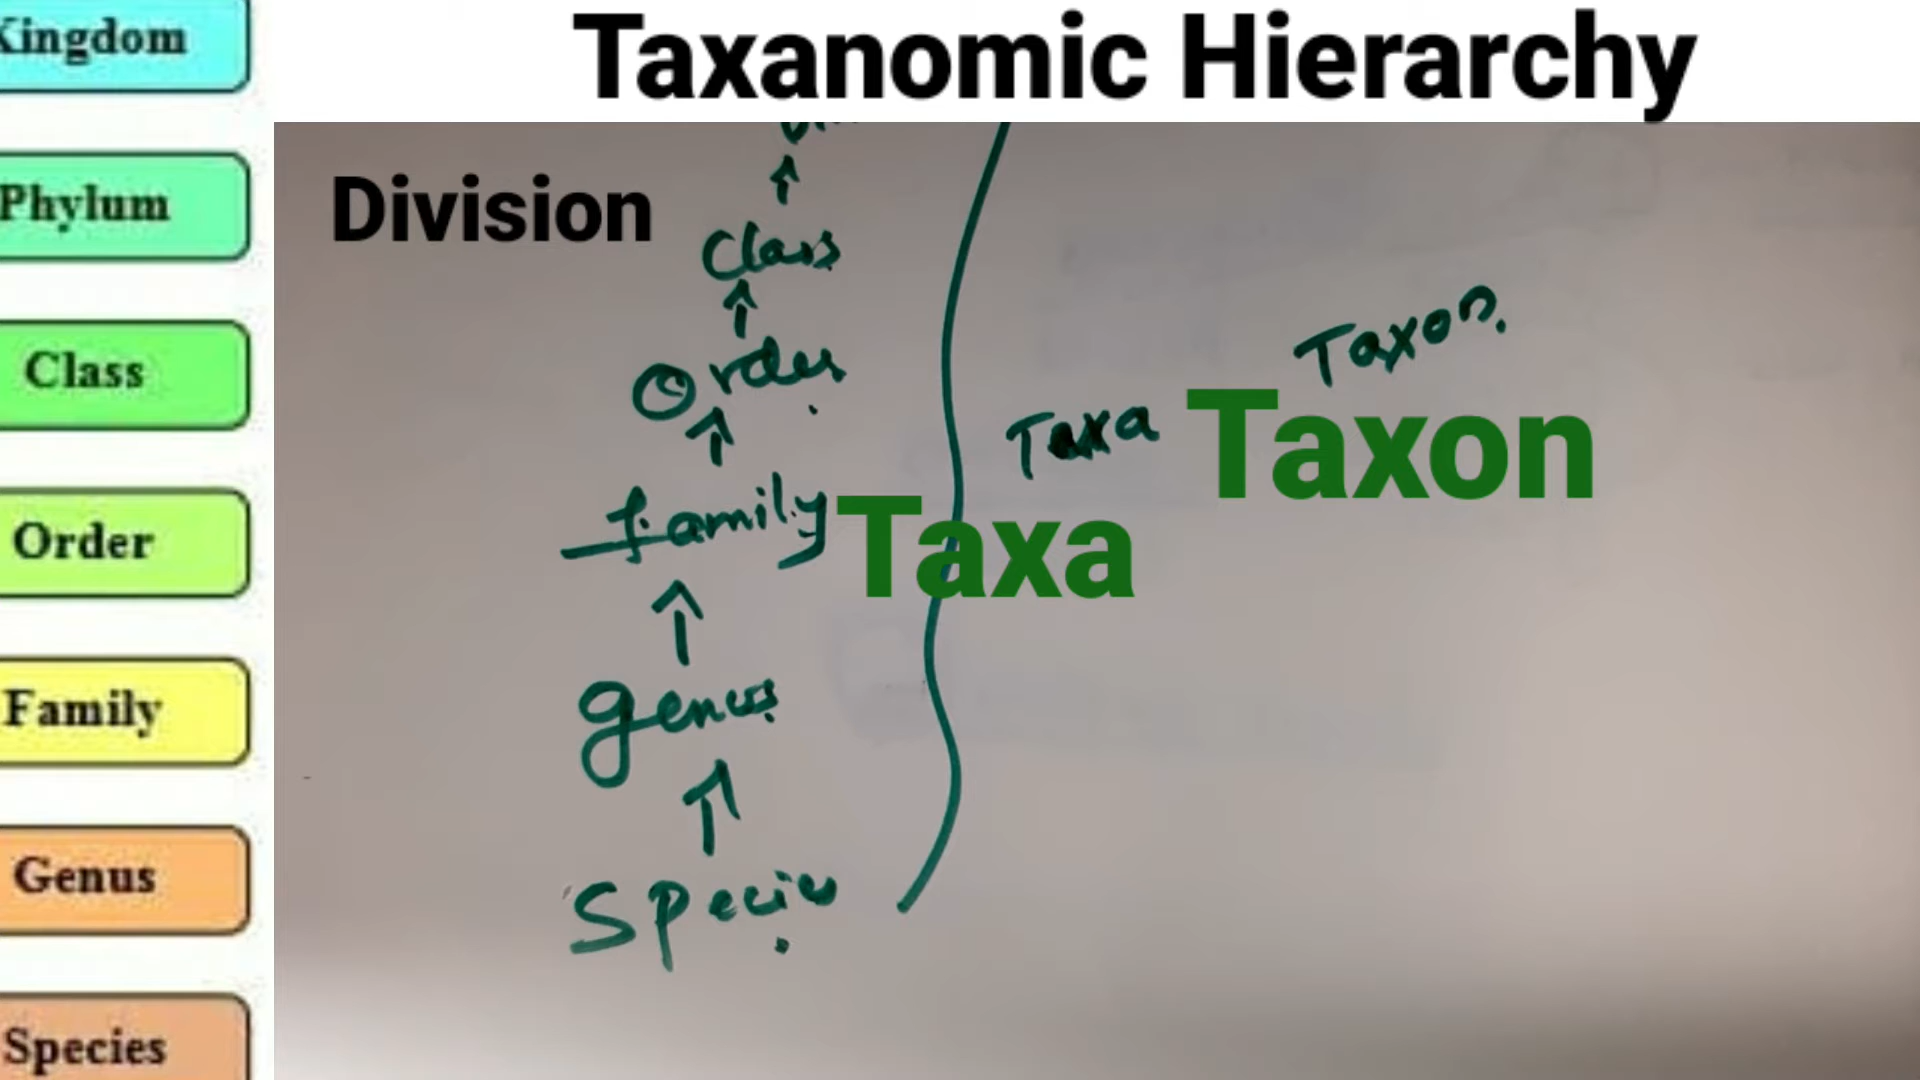 Taxanomic Hierarchy
Kingdom
Phylum
Class
Order
Family
Genus
Species
Division
Class
Order
family
genus
Species
Taxon.
Taxa
Taxon
Taxa